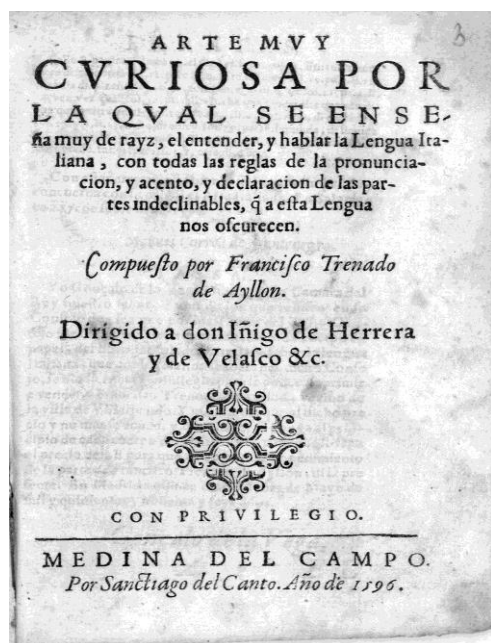 3
ARTE MVY
CVRIOSA POR
LA QVAL SE ENSE-
ña muy de rayz, el entender, y hablar la Lengua Ita-
liana, con todas las reglas de la pronuncia-
cion, y acento, y declaracion de las par-
tes indeclinables, q̃ a eſta Lengua
nos oſcurecen.
Compueſto por Franciſco Trenado
de Ayllon.
Dirigido a don Iñigo de Herrera
y de Velaſco &c.
CON PRIVILEGIO.
MEDINA DEL CAMPO.
Por Sanctiago del Canto. Año de 1596.